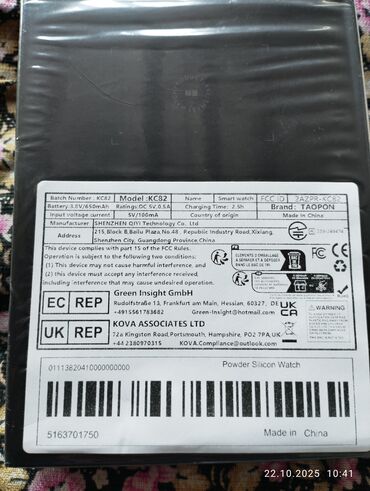 Batch Number : KC82 Model:KC82 Name Smart watch FCC ID 2AZPR-KC82
Battery:3.8V/650mAh Ratings:DC 5V,0.5A Charging Time: 2.5h Brand: TAOPON
Input voltage current 5V/100mA Country of origin Made in China
Manufacturer SHENZHEN QIYI Technology Co. Ltd
Address 215,Block B,Bailu Plaza,No.48 Republic Industry Road,Xixiang,
Shenzhen City, Guangdong Province,China
This device complies with part 15 of the FCC Rules.
Operation is subject to the following two conditions:
(1) This device may not cause harmful interference, and
(2) this device must accept any interference received
including interference that may cause undesired operation
EC REP
Green Insight GmbH
Rudolfstraße 13, Frankfurt am Main, Hessian, 60327, DE
+4915561783682 Green-Insight@hotmail.com
UK REP
KOVA ASSOCIATES LTD
72a Kingston Road,Portsmouth, Hampshire, PO2 7PA,UK
+44 2380970315 KOVA.Compliance@outlook.com
FC
CE
UK
CA
WARNING
01113820410000000000 Powder Silicon Watch
5163701750 Made in China
22.10.2025 10:41